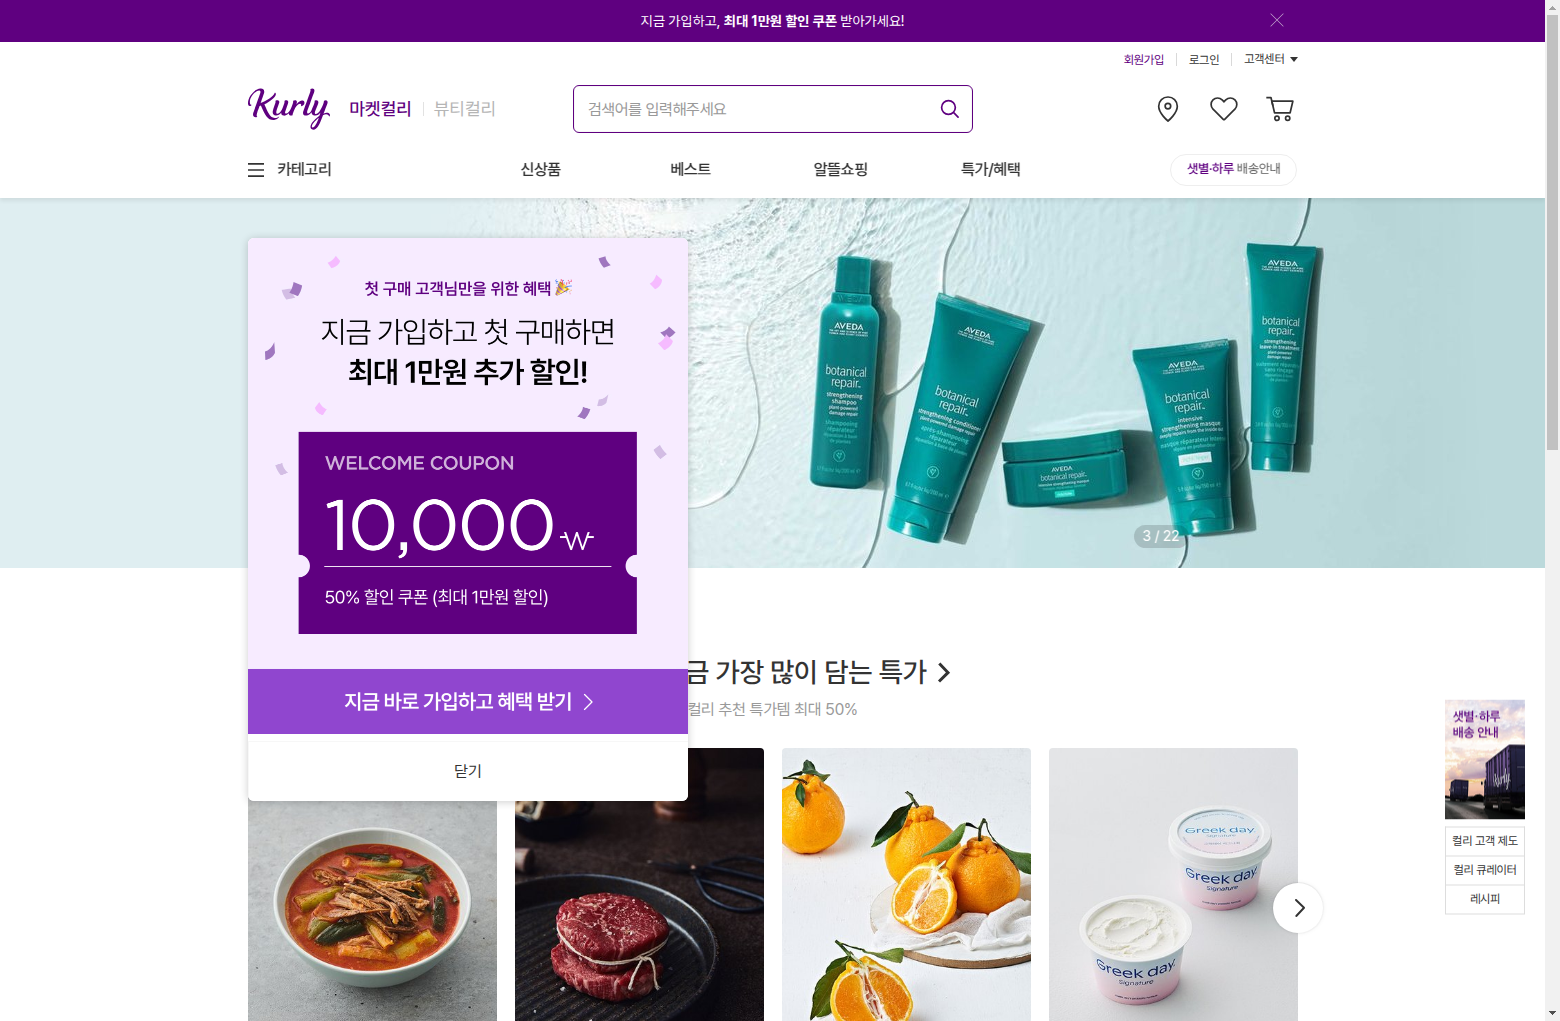 지금 가입하고, 최대 1만원 할인 쿠폰 받아가세요!
회원가입
로그인
고객센터
Kurly
마켓컬리
뷰티컬리
검색어를 입력해주세요
카테고리
신상품
베스트
알뜰쇼핑
특가/혜택
샛별·하루 배송안내
첫 구매 고객님만을 위한 혜택
지금 가입하고 첫 구매하면
최대 1만원 추가 할인!
WELCOME COUPON
10,000₩
50% 할인 쿠폰 (최대 1만원 할인)
지금 바로 가입하고 혜택 받기
닫기
AVEDA
botanical
repair.
strengthening
shampoo
AVEDA
botanical
repair.
strengthening conditioner
AVEDA
botanical repair.
AVEDA
botanical
repair.
intensive
strengthening masque
AVEDA
botanical
repair.
strengthening
leave-in treatment
3 / 22
금 가장 많이 담는 특가
컬리 추천 특가템 최대 50%
Greek day
signature
Greek day
Signature
Greek day
Signature
샛별·하루
배송 안내
Kurly
컬리 고객 제도
컬리 큐레이터
레시피